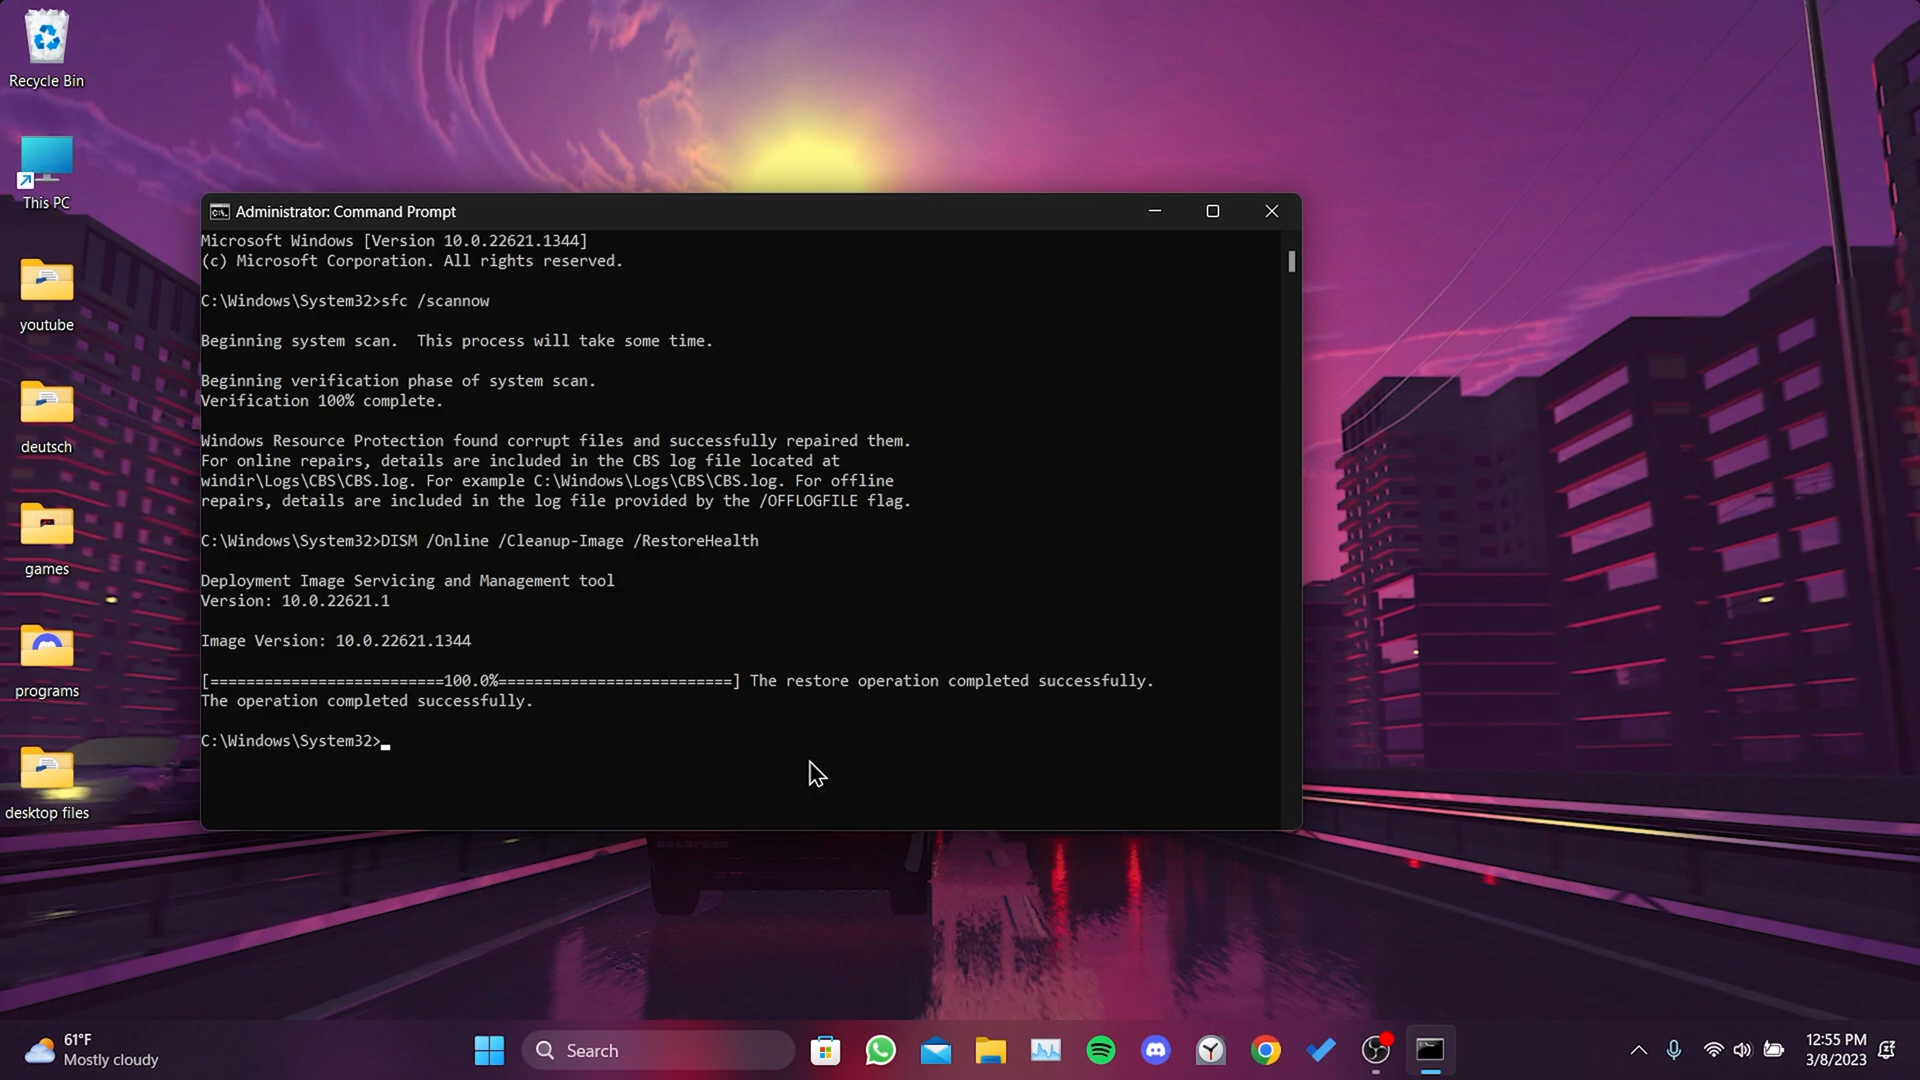 Recycle Bin
This PC
youtube
deutsch
games
programs
desktop files
Administrator: Command Prompt
Microsoft Windows [Version 10.0.22621.1344]
(c) Microsoft Corporation. All rights reserved.
C:\Windows\System32>sfc /scannow
Beginning system scan.  This process will take some time.
Beginning verification phase of system scan.
Verification 100% complete.
Windows Resource Protection found corrupt files and successfully repaired them.
For online repairs, details are included in the CBS log file located at
windir\Logs\CBS\CBS.log. For example C:\Windows\Logs\CBS\CBS.log. For offline
repairs, details are included in the log file provided by the /OFFLOGFILE flag.
C:\Windows\System32>DISM /Online /Cleanup-Image /RestoreHealth
Deployment Image Servicing and Management tool
Version: 10.0.22621.1
Image Version: 10.0.22621.1344
[==========================100.0%==========================] The restore operation completed successfully.
The operation completed successfully.
C:\Windows\System32>
61°F
Mostly cloudy
Search
12:55 PM
3/8/2023